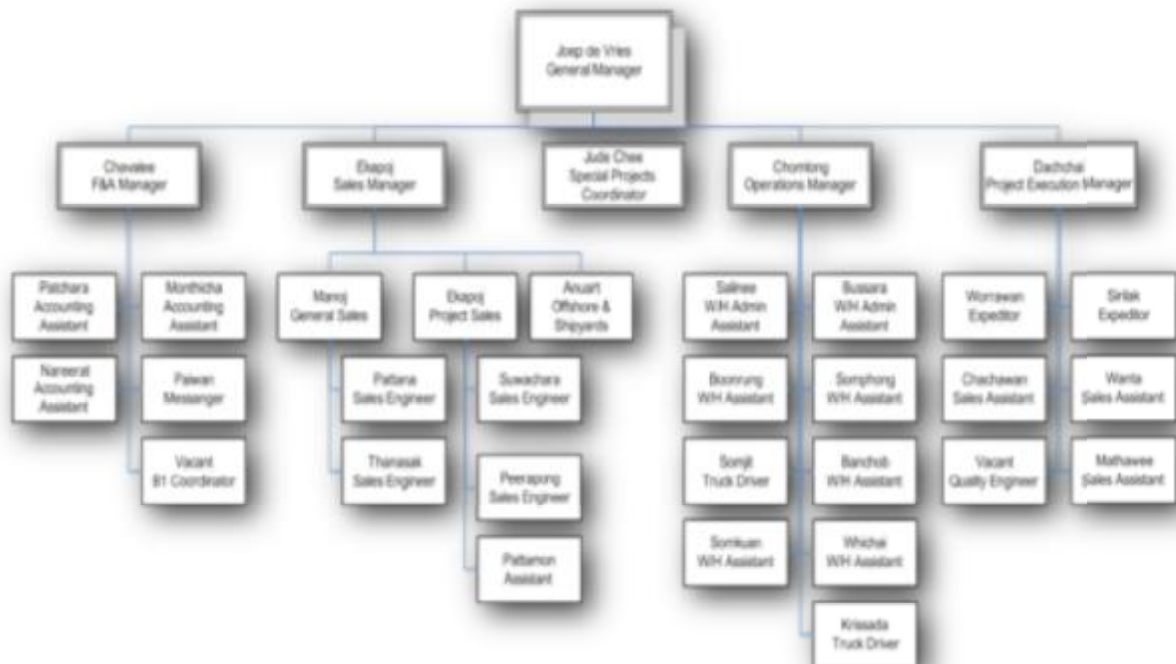 Joep de Vries
General Manager
Chavalee
F&A Manager
Ekapoj
Sales Manager
Jude Chee
Special Projects
Coordinator
Chomtong
Operations Manager
Dachchai
Project Execution Manager
Patchara
Accounting
Assistant
Monthicha
Accounting
Assistant
Nareerat
Accounting
Assistant
Paiwan
Messanger
Vacant
B1 Coordinator
Manoj
General Sales
Ekapoj
Project Sales
Anuart
Offshore &
Shipyards
Pattana
Sales Engineer
Suwachara
Sales Engineer
Thanasak
Sales Engineer
Peerapong
Sales Engineer
Pattamon
Assistant
Salinee
W/H Admin
Assistant
Bussara
W/H Admin
Assistant
Boonrung
W/H Assistant
Somphong
W/H Assistant
Somjit
Truck Driver
Banchob
W/H Assistant
Somkuan
W/H Assistant
Whichai
W/H Assistant
Krissada
Truck Driver
Worrawan
Expeditor
Sirilak
Expeditor
Chachawan
Sales Assistant
Wanta
Sales Assistant
Vacant
Quality Engineer
Mathawee
Sales Assistant